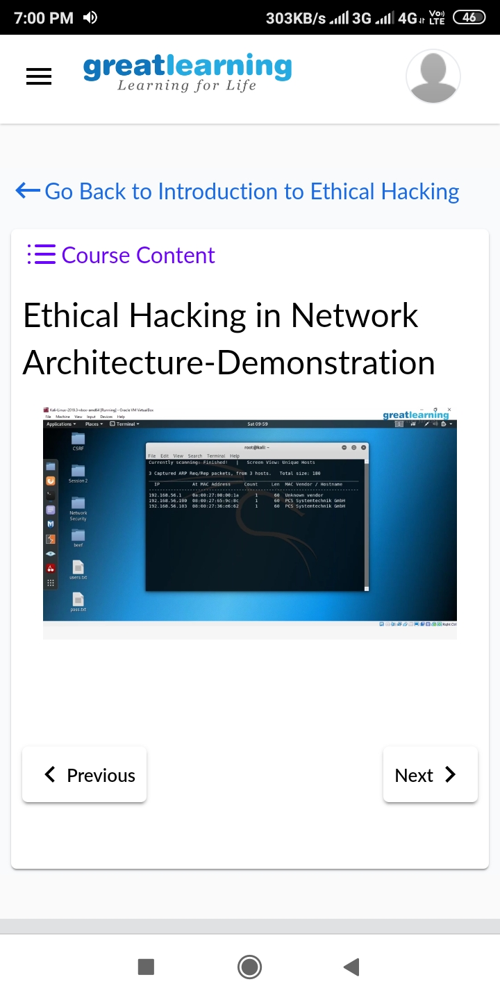 7:00 PM 303KB/s 3G 4G Vo) LTE 46
greatlearning
Learning for Life
Go Back to Introduction to Ethical Hacking
Course Content
Ethical Hacking in Network
Architecture-Demonstration
Kali-Linux-2019.3-vbox-amd64 [Running] - Oracle VM VirtualBox
File Machine View Input Devices Help
greatlearning
Applications Places Terminal Sat 09:59 1
CSRF
Session 2
Network
Security
beef
users.txt
pass.txt
root@kali: ~
File Edit View Search Terminal Help
Currently scanning: Finished! | Screen View: Unique Hosts
3 Captured ARP Req/Rep packets, from 3 hosts. Total size: 180
IP At MAC Address Count Len MAC Vendor / Hostname
192.168.56.1 0a:00:27:00:00:1a 1 60 Unknown vendor
192.168.56.100 08:00:27:65:9c:8c 1 60 PCS Systemtechnik GmbH
192.168.56.103 08:00:27:36:e6:62 1 60 PCS Systemtechnik GmbH
Right Ctrl
Previous
Next